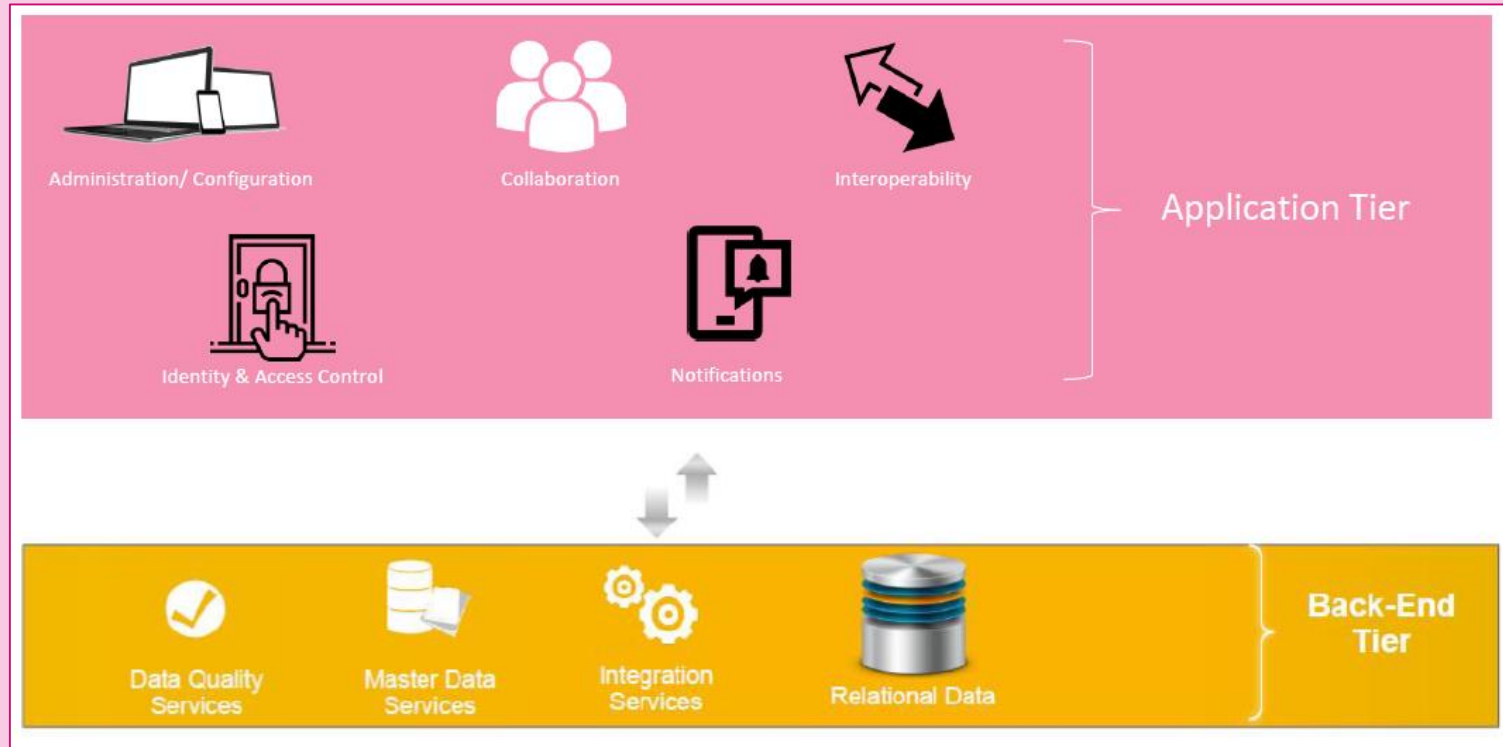 Administration/ Configuration
Collaboration
Interoperability
Application Tier
Identity & Access Control
Notifications
Data Quality
Services
Master Data
Services
Integration
Services
Relational Data
Back-End
Tier